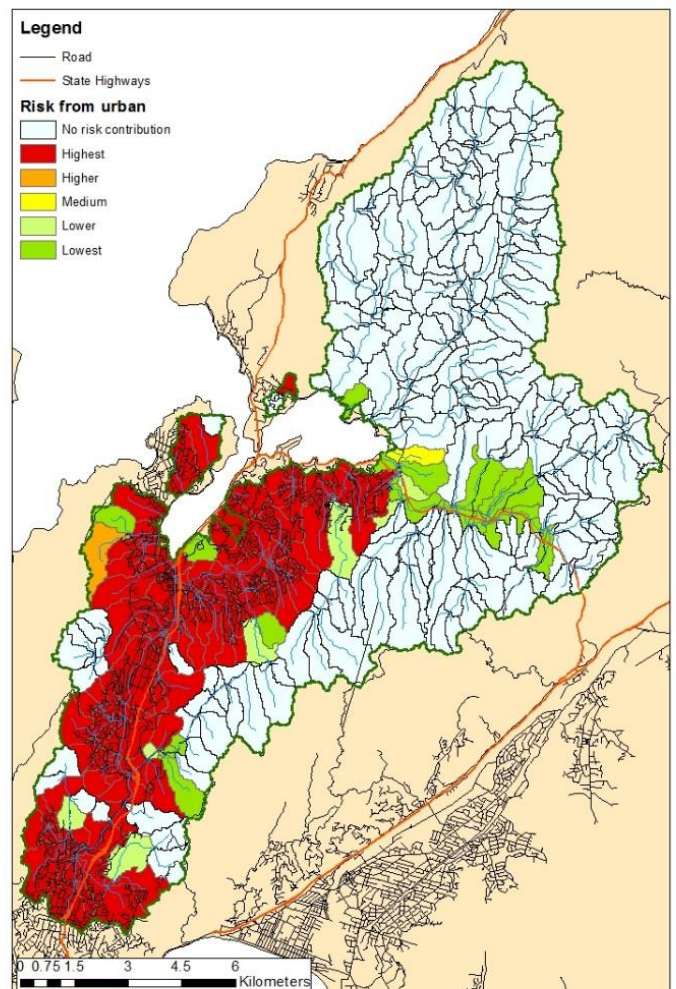 Legend
Road
State Highways
Risk from urban
No risk contribution
Highest
Higher
Medium
Lower
Lowest
0 0.75 1.5 3 4.5 6
Kilometers